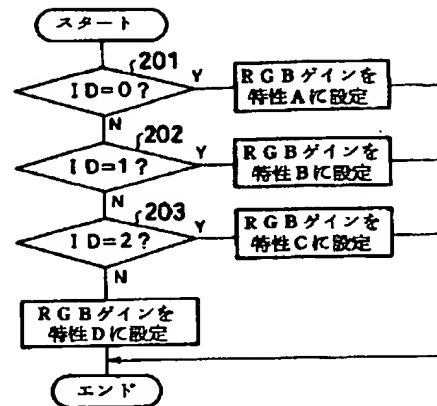 スタート
201
ID=0?
Y
RGBゲインを
特性Aに設定
N
202
ID=1?
Y
RGBゲインを
特性Bに設定
N
203
ID=2?
Y
RGBゲインを
特性Cに設定
N
RGBゲインを
特性Dに設定
エンド